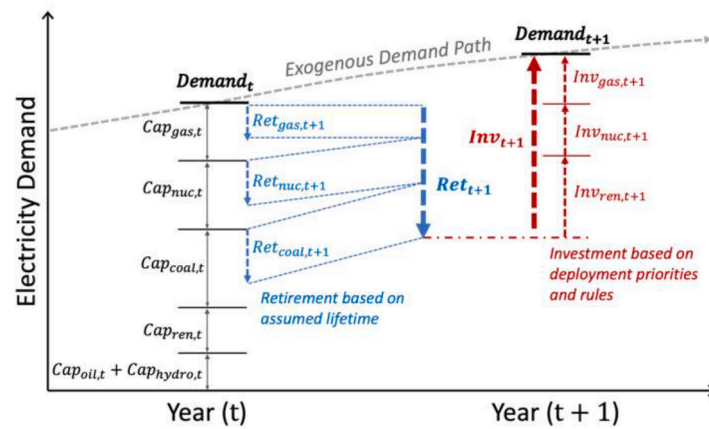 Exogenous Demand Path
Demand_{t+1}
Demand_t
Electricity Demand
Cap_{gas,t}
Cap_{nuc,t}
Cap_{coal,t}
Cap_{ren,t}
Cap_{oil,t} + Cap_{hydro,t}
Ret_{gas,t+1}
Ret_{nuc,t+1}
Ret_{coal,t+1}
Ret_{t+1}
Retirement based on
assumed lifetime
Inv_{t+1}
Inv_{gas,t+1}
Inv_{nuc,t+1}
Inv_{ren,t+1}
Investment based on
deployment priorities
and rules
Year (t)
Year (t + 1)